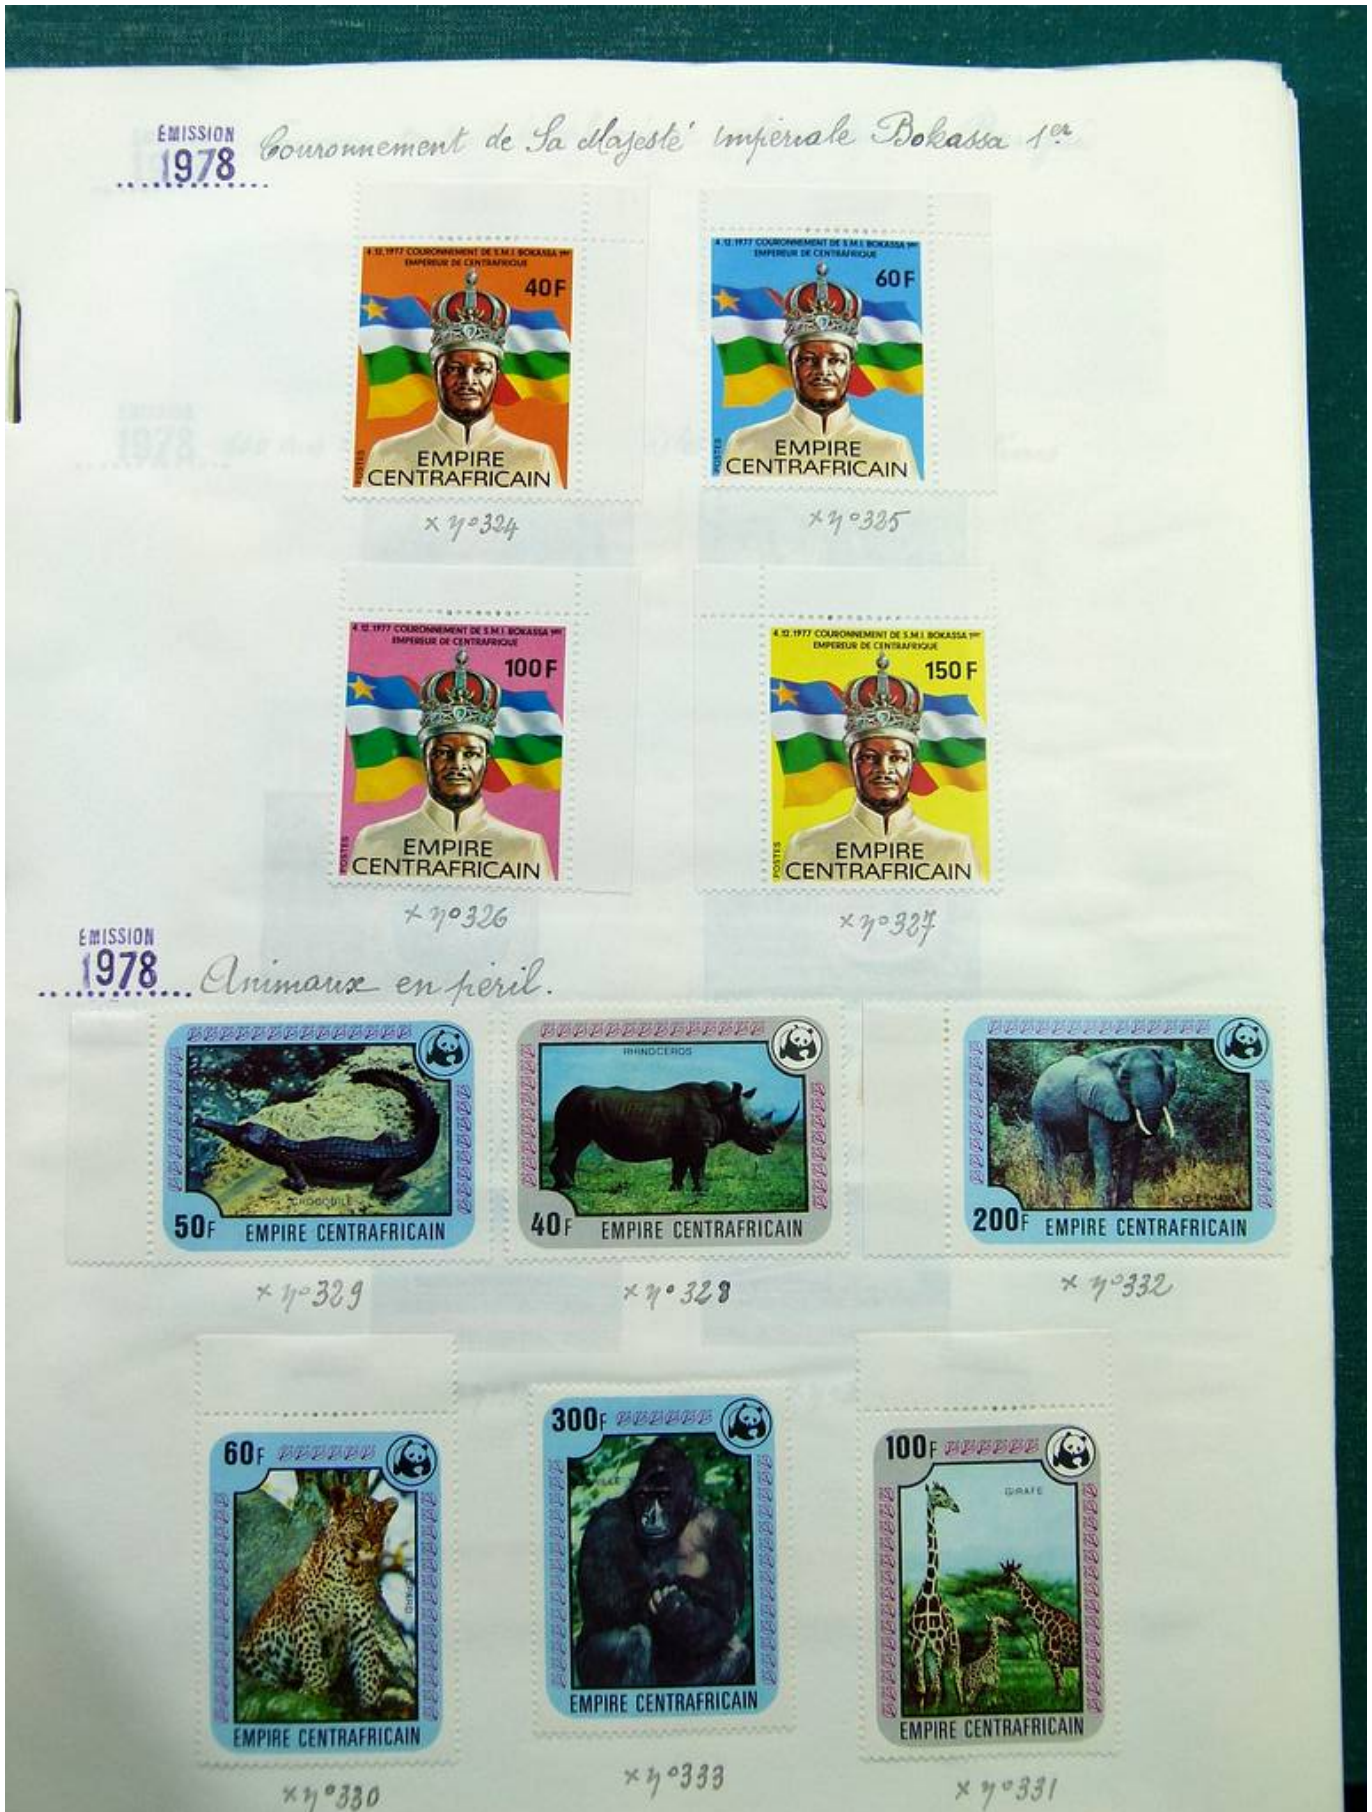 ÉMISSION
1978
Couronnement de Sa Majesté Impériale Bokassa 1er
4.12.1977 COURONNEMENT DE S.M.I. BOKASSA 1er
EMPEREUR DE CENTRAFRIQUE
40F
POSTES
EMPIRE
CENTRAFRICAIN
4.12.1977 COURONNEMENT DE S.M.I. BOKASSA 1er
EMPEREUR DE CENTRAFRIQUE
60F
POSTES
EMPIRE
CENTRAFRICAIN
x n° 324
x n° 325
4.12.1977 COURONNEMENT DE S.M.I. BOKASSA 1er
EMPEREUR DE CENTRAFRIQUE
100F
POSTES
EMPIRE
CENTRAFRICAIN
4.12.1977 COURONNEMENT DE S.M.I. BOKASSA 1er
EMPEREUR DE CENTRAFRIQUE
150F
POSTES
EMPIRE
CENTRAFRICAIN
x n° 326
x n° 327
ÉMISSION
1978
Animaux en péril.
CROCODILE
50F EMPIRE CENTRAFRICAIN
RHINOCEROS
40F EMPIRE CENTRAFRICAIN
200F EMPIRE CENTRAFRICAIN
x n° 329
x n° 328
x n° 332
60F
EMPIRE CENTRAFRICAIN
300F
EMPIRE CENTRAFRICAIN
100F
GIRAFE
EMPIRE CENTRAFRICAIN
x n° 330
x n° 333
x n° 331